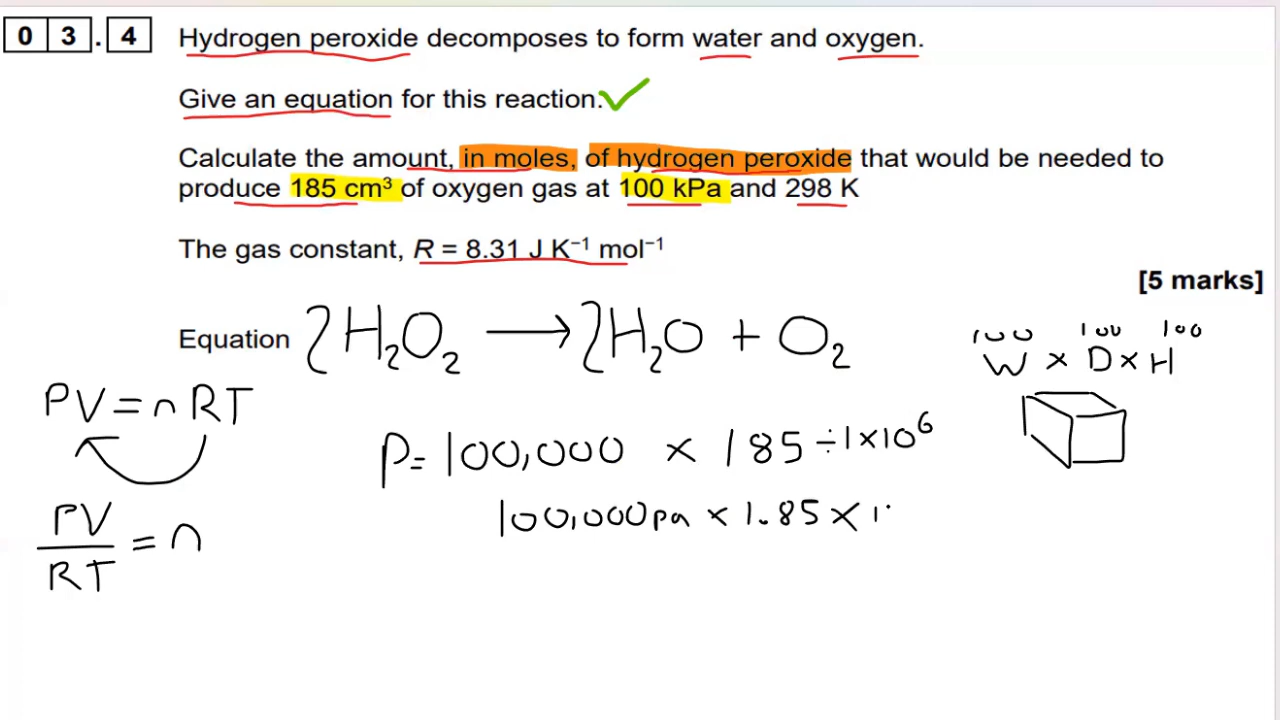 03.4 Hydrogen peroxide decomposes to form water and oxygen.
Give an equation for this reaction.
Calculate the amount, in moles, of hydrogen peroxide that would be needed to
produce 185 cm³ of oxygen gas at 100 kPa and 298 K
The gas constant, R = 8.31 J K⁻¹ mol⁻¹
[5 marks]
Equation 2H₂O₂ → 2H₂O + O₂
100 100 100
W × D × H
PV = nRT
P = 100,000 × 185 ÷ 1×10⁶
100,000pa × 1.85 × 1
PV
— = n
RT